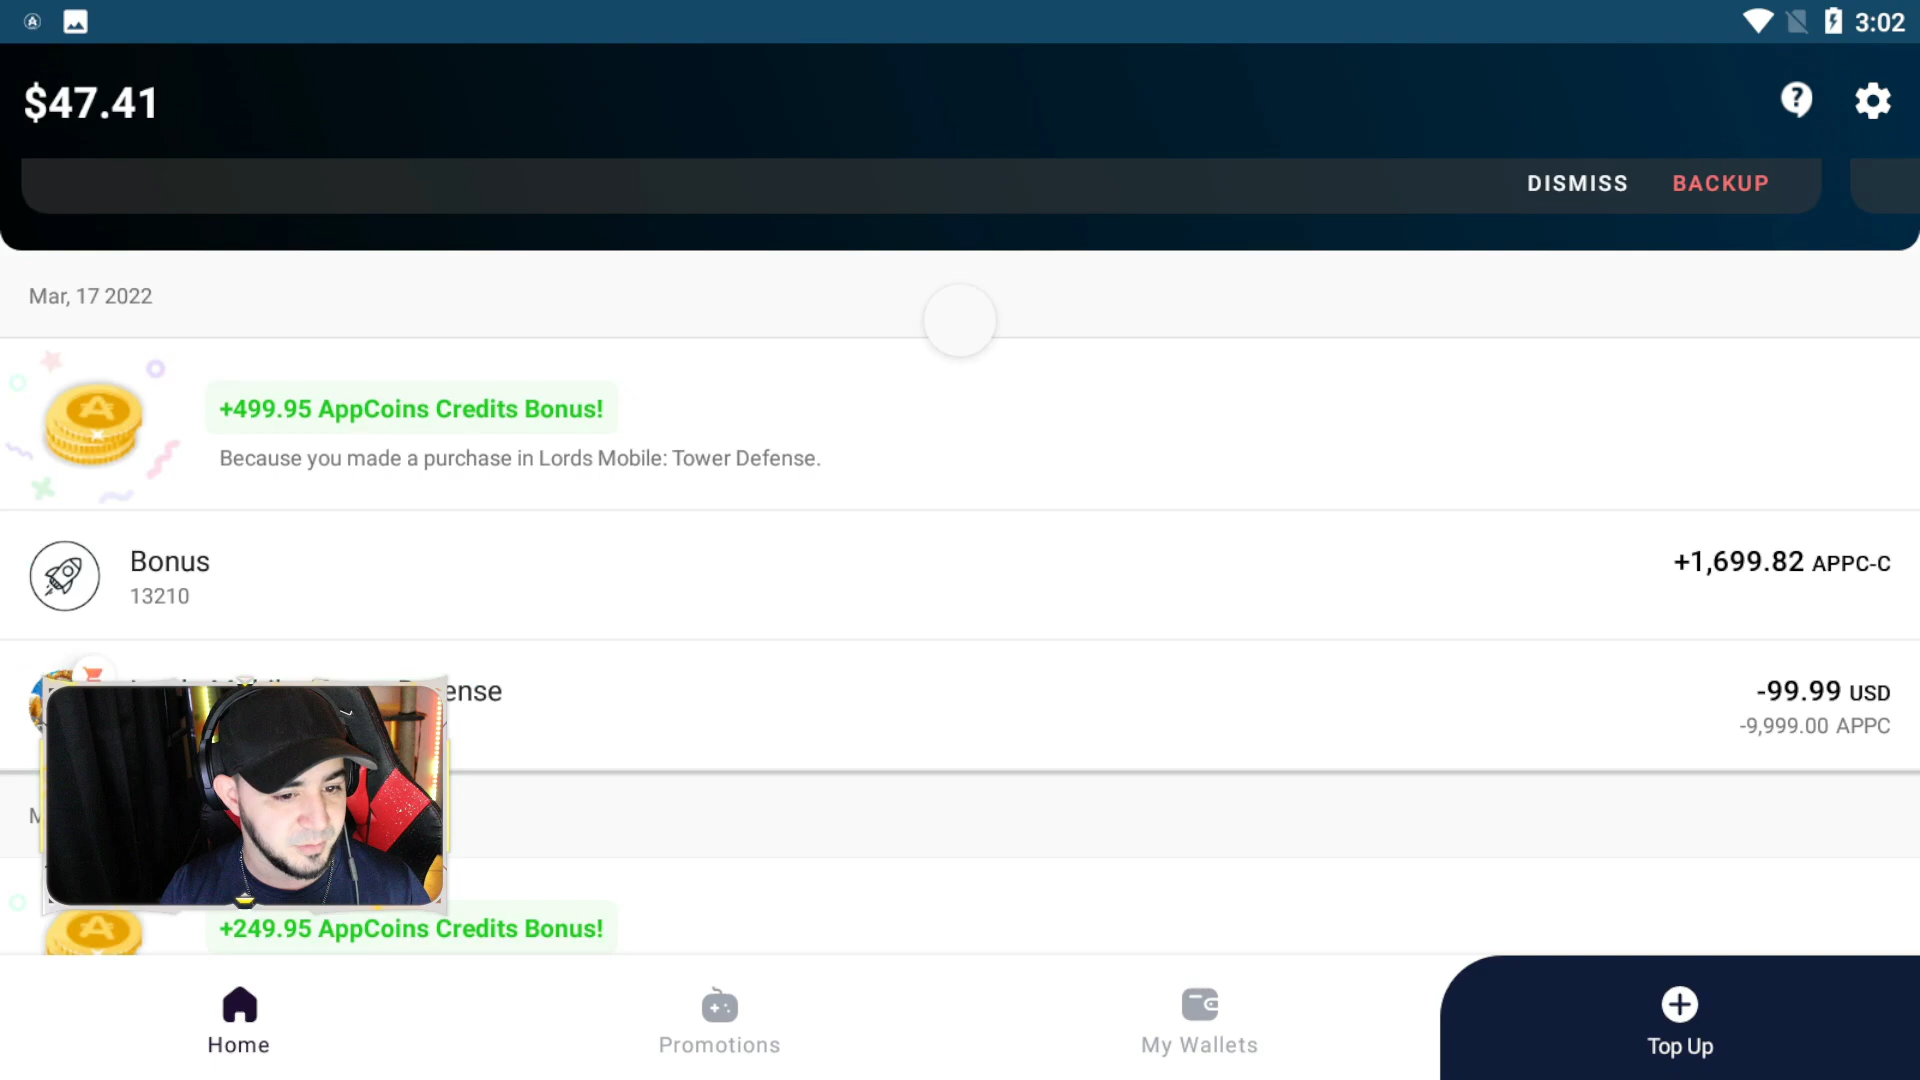 3:02
$47.41
DISMISS BACKUP
Mar, 17 2022
+499.95 AppCoins Credits Bonus!
Because you made a purchase in Lords Mobile: Tower Defense.
Bonus
+1,699.82 APPC-C
13210
-99.99 USD
-9,999.00 APPC
+249.95 AppCoins Credits Bonus!
Home
Promotions
My Wallets
Top Up